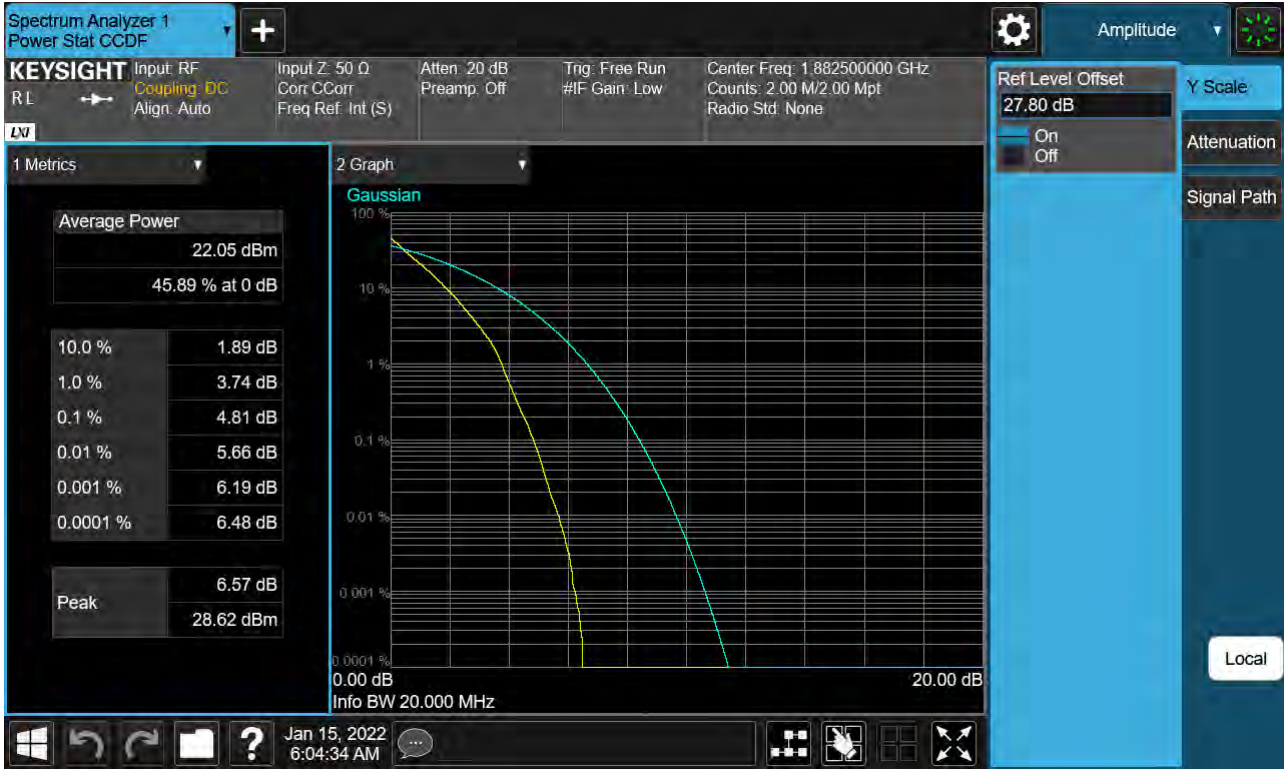 Spectrum Analyzer 1
Power Stat CCDF
+
Amplitude
KEYSIGHT
R L
LXI
Input: RF
Coupling: DC
Align: Auto
Input Z: 50 Ω
Corr CCorr
Freq Ref: Int (S)
Atten: 20 dB
Preamp: Off
Trig: Free Run
#IF Gain: Low
Center Freq: 1.882500000 GHz
Counts: 2.00 M/2.00 Mpt
Radio Std: None
Ref Level Offset
27.80 dB
On
Off
Y Scale
Attenuation
Signal Path
Local
1 Metrics
Average Power
22.05 dBm
45.89 % at 0 dB
10.0 % 1.89 dB
1.0 % 3.74 dB
0.1 % 4.81 dB
0.01 % 5.66 dB
0.001 % 6.19 dB
0.0001 % 6.48 dB
Peak
6.57 dB
28.62 dBm
2 Graph
Gaussian
100 %
10 %
1 %
0.1 %
0.01 %
0.001 %
0.0001 %
0.00 dB 20.00 dB
Info BW 20.000 MHz
?
Jan 15, 2022
6:04:34 AM